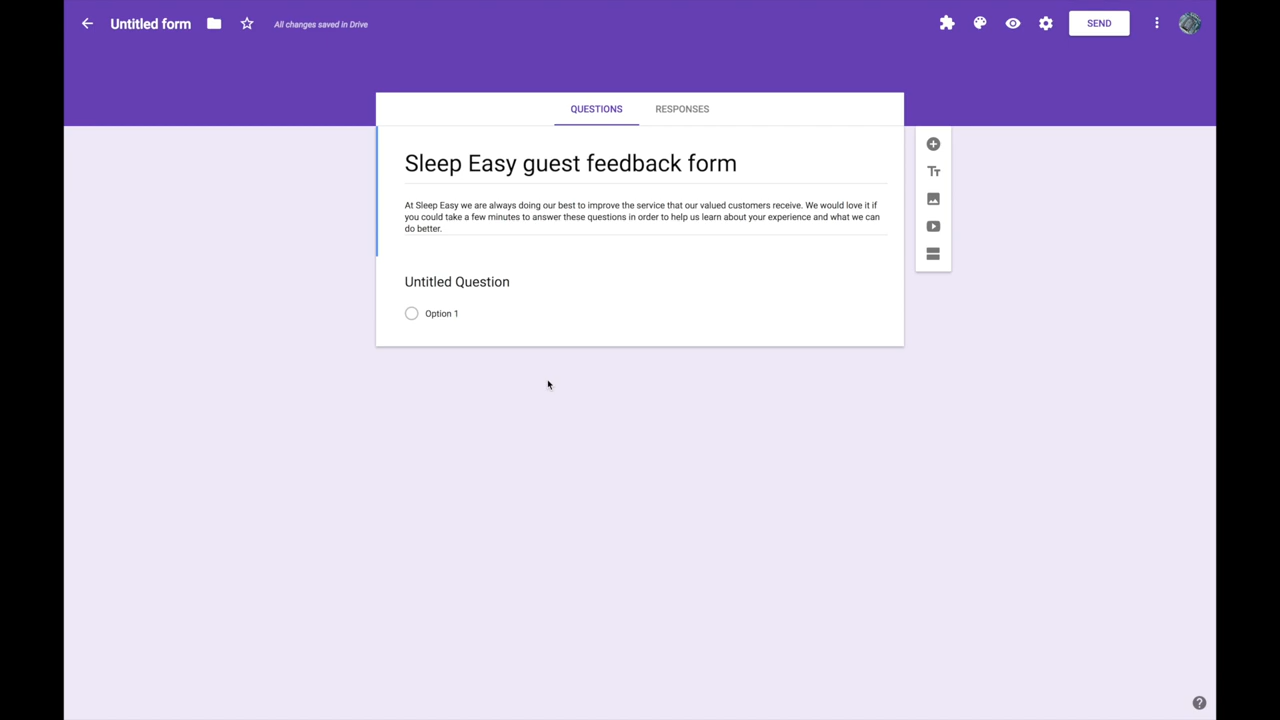 Untitled form
All changes saved in Drive
SEND
QUESTIONS
RESPONSES
Sleep Easy guest feedback form
At Sleep Easy we are always doing our best to improve the service that our valued customers receive. We would love it if
you could take a few minutes to answer these questions in order to help us learn about your experience and what we can
do better.
Untitled Question
Option 1